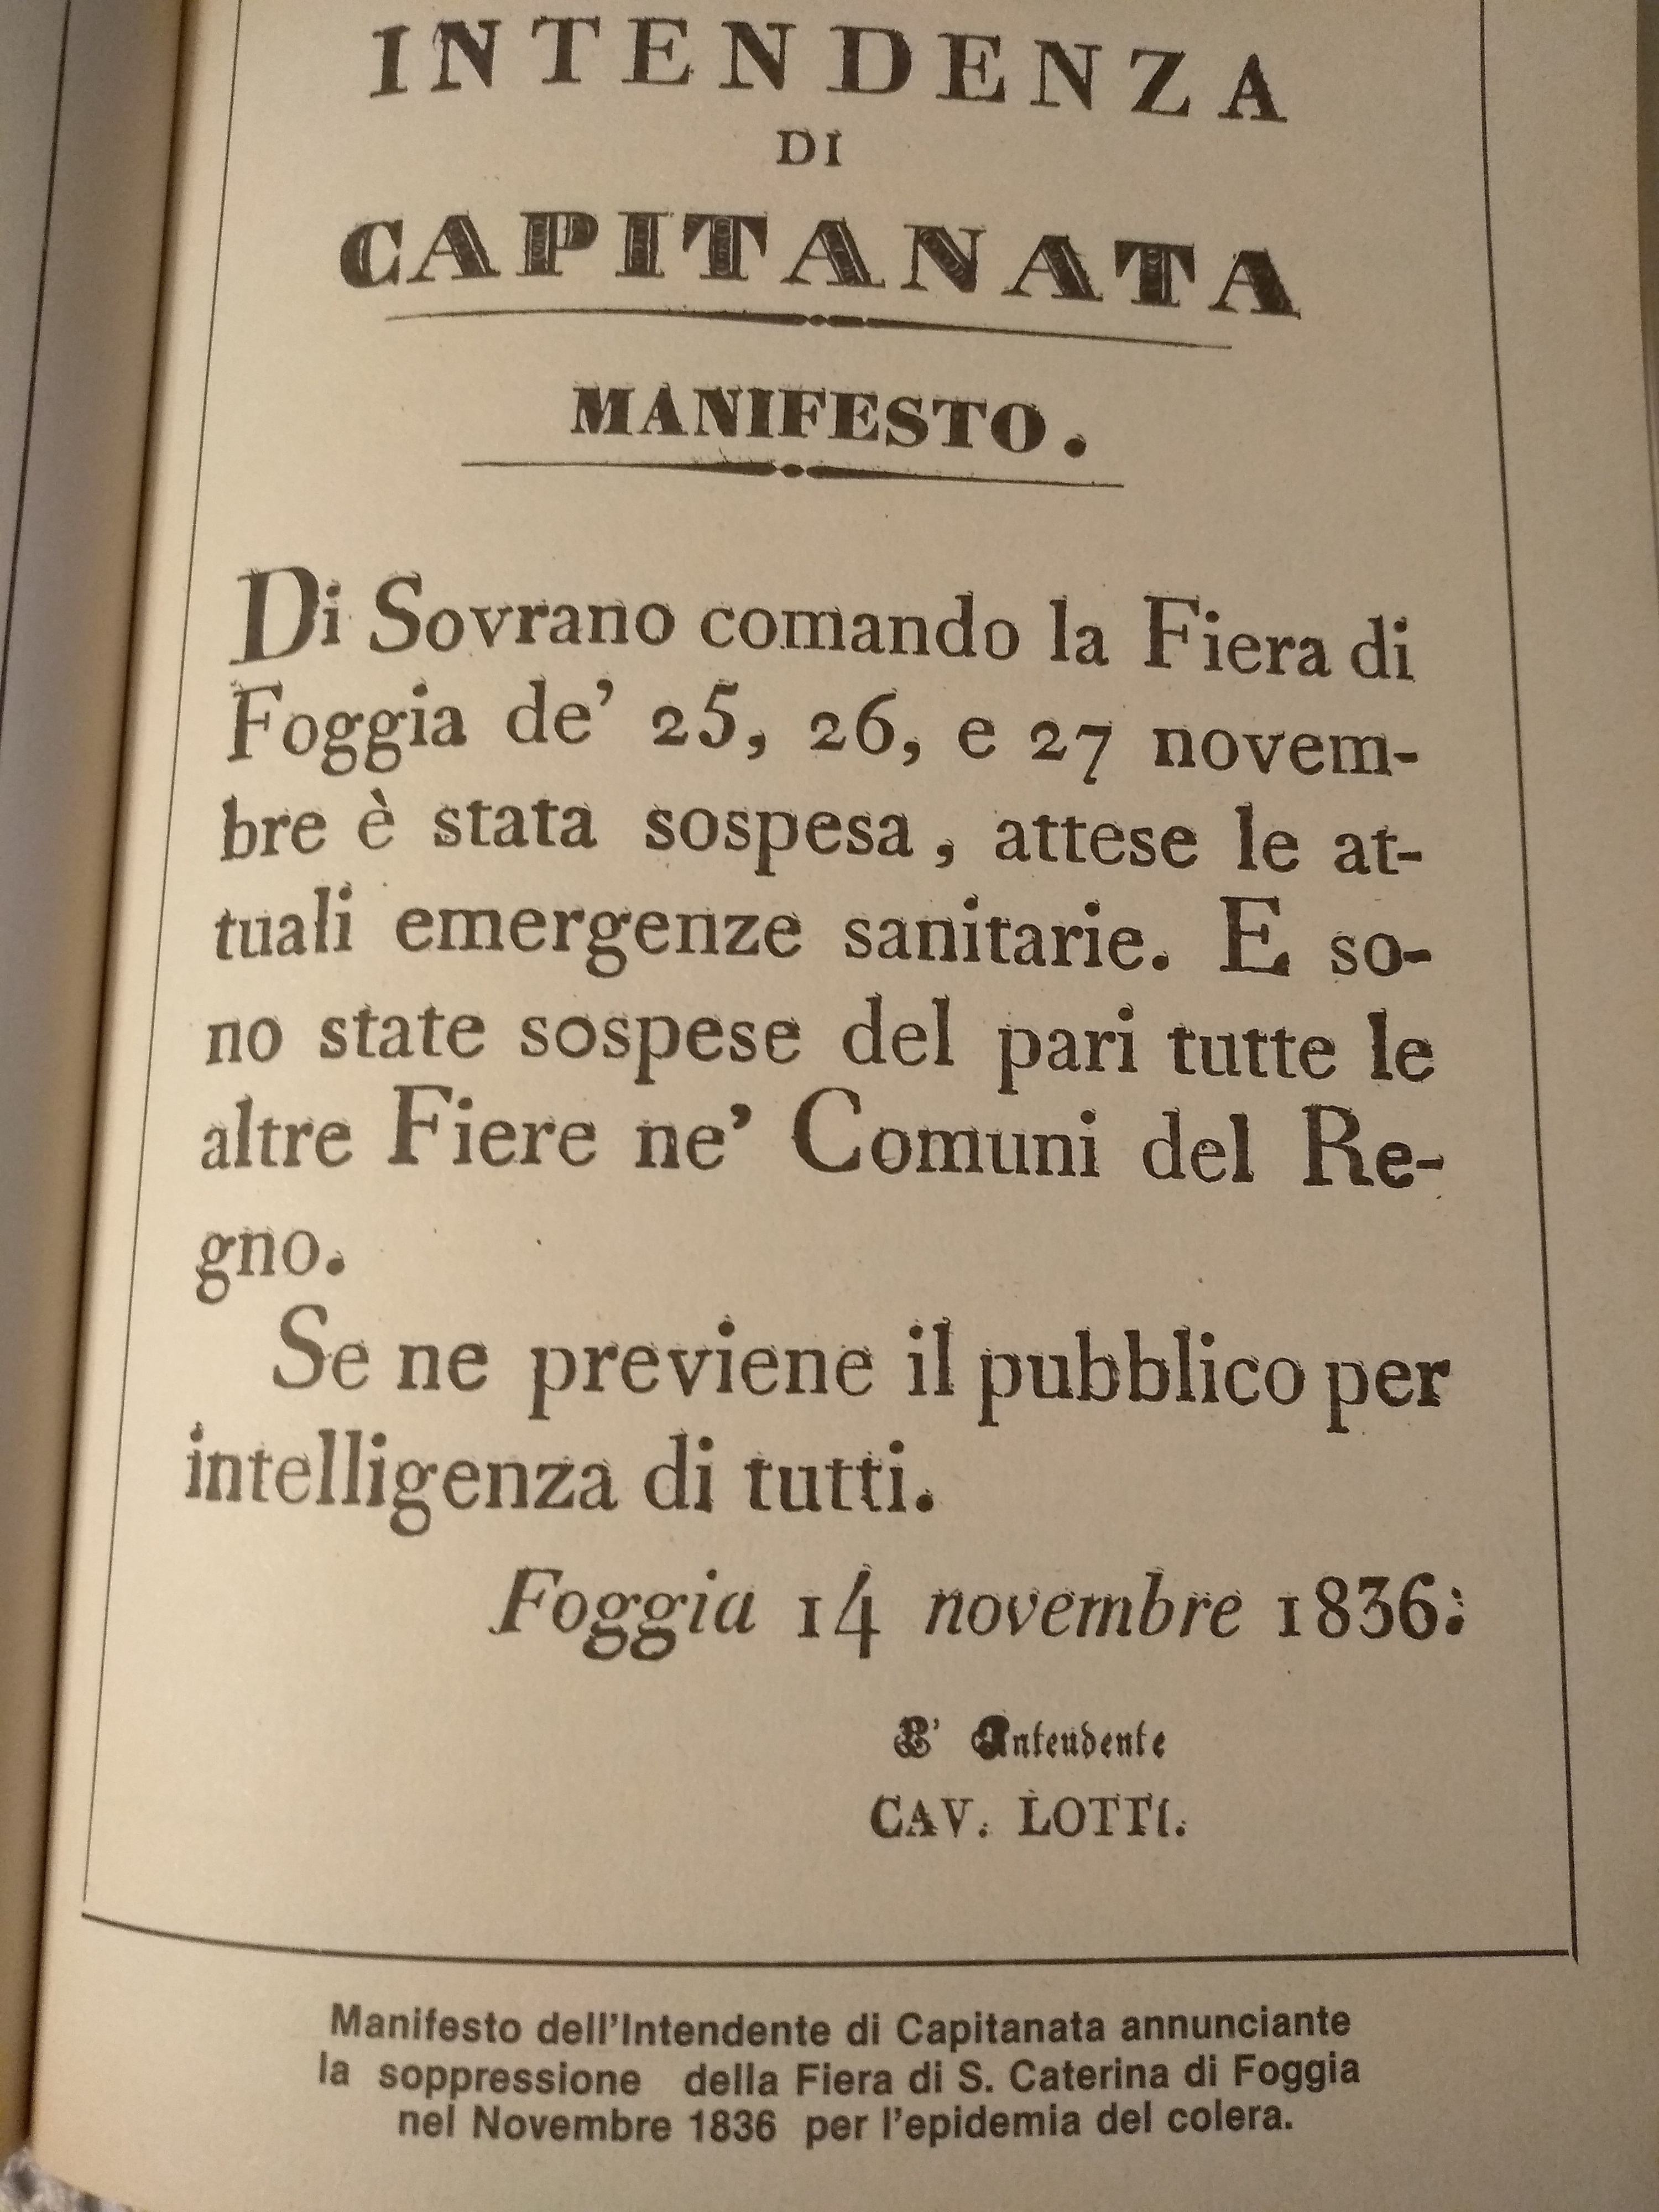 INTENDENZA
DI
CAPITANATA
MANIFESTO.
Di Sovrano comando la Fiera di
Foggia de' 25, 26, e 27 novem-
bre è stata sospesa, attese le at-
tuali emergenze sanitarie. E so-
no state sospese del pari tutte le
altre Fiere ne' Comuni del Re-
gno.
Se ne previene il pubblico per
intelligenza di tutti.
Foggia 14 novembre 1836:
L' Intendente
CAV. LOTTI.
Manifesto dell'Intendente di Capitanata annunciante
la soppressione della Fiera di S. Caterina di Foggia
nel Novembre 1836 per l'epidemia del colera.